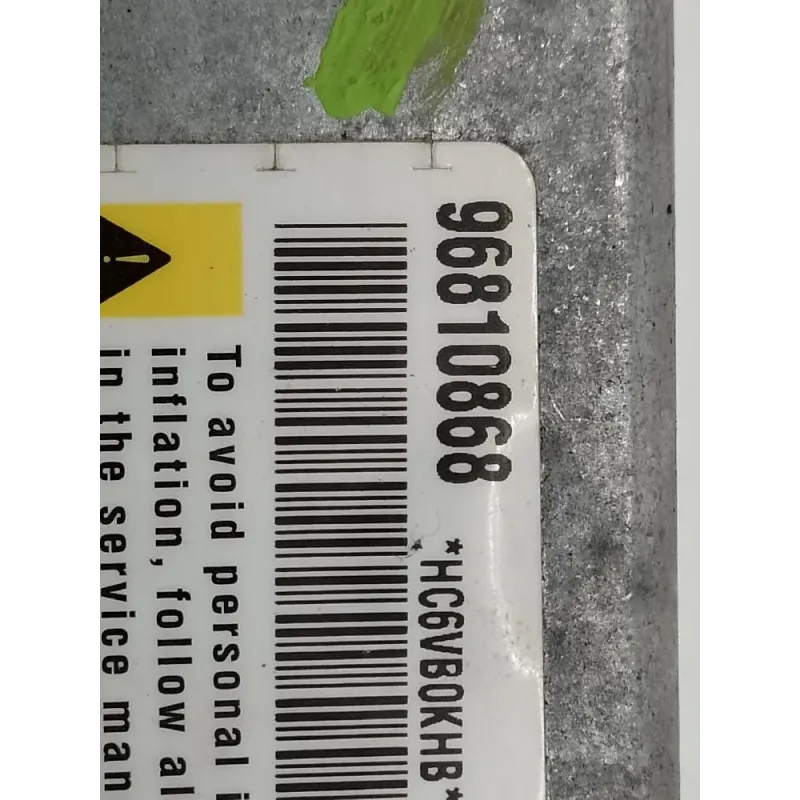 96810868
*HC6VB0KHB*
To avoid personal i
inflation, follow al
in the service man